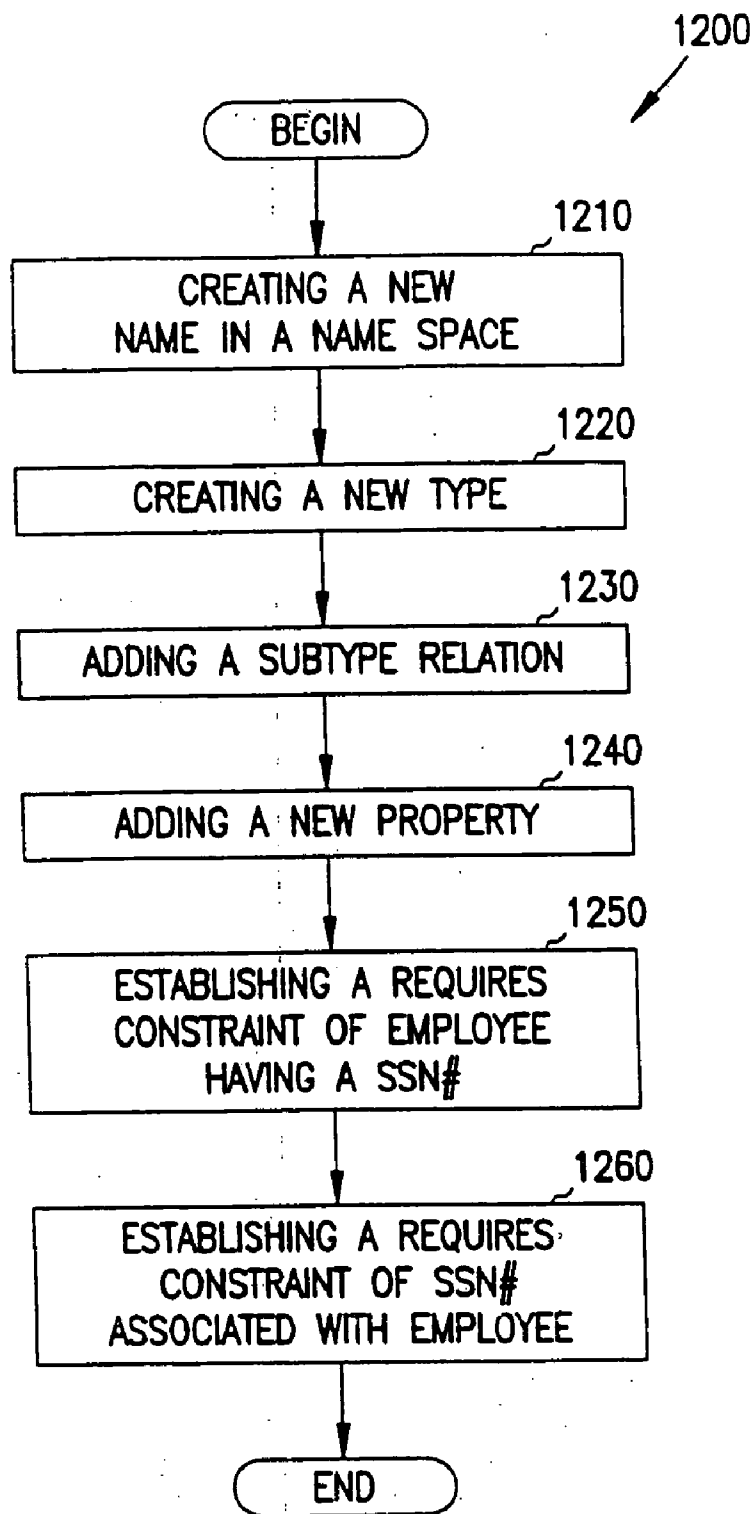 1200
BEGIN
1210
CREATING A NEW
NAME IN A NAME SPACE
1220
CREATING A NEW TYPE
1230
ADDING A SUBTYPE RELATION
1240
ADDING A NEW PROPERTY
1250
ESTABLISHING A REQUIRES
CONSTRAINT OF EMPLOYEE
HAVING A SSN#
1260
ESTABLISHING A REQUIRES
CONSTRAINT OF SSN#
ASSOCIATED WITH EMPLOYEE
END